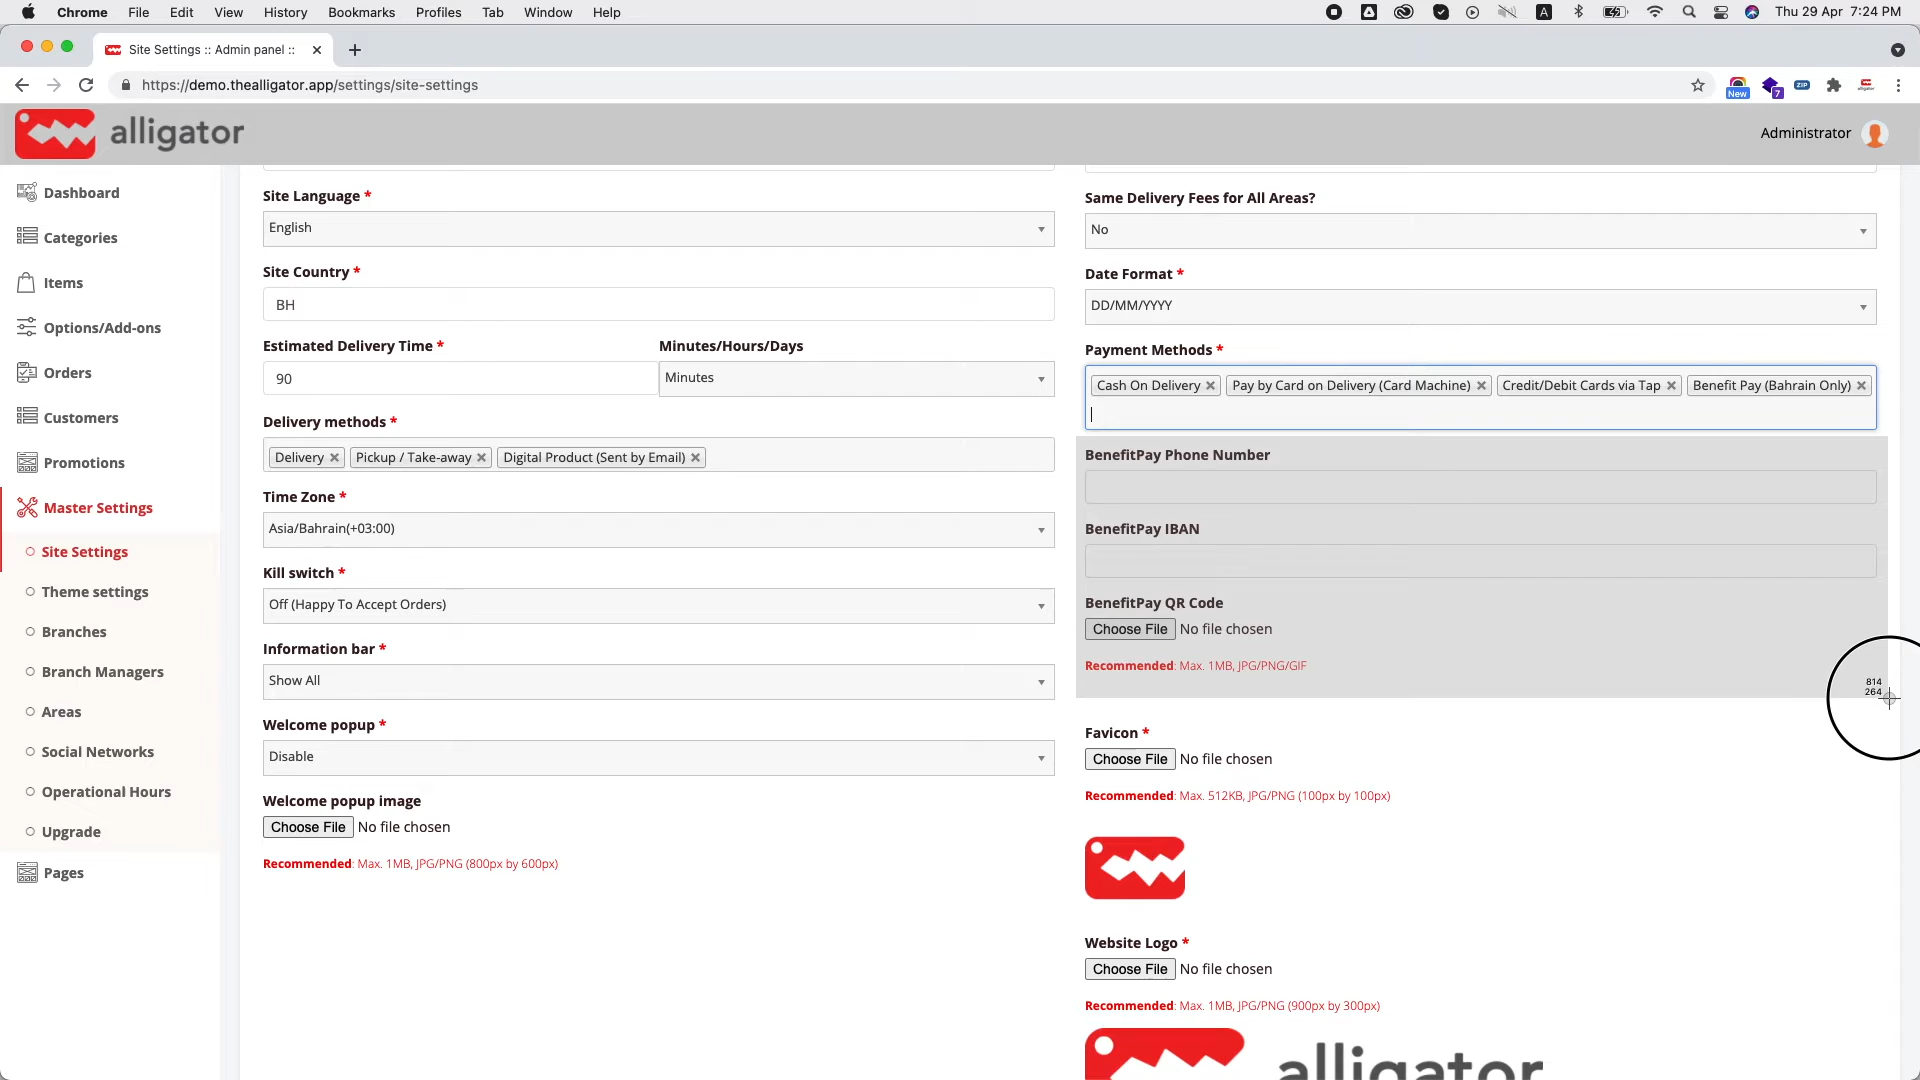 Chrome File Edit View History Bookmarks Profiles Tab Window Help
A
Thu 29 Apr 7:24 PM
Site Settings :: Admin panel ::
https://demo.thealligator.app/settings/site-settings
New
7
ZIP
alligator
Administrator
Dashboard
Categories
Items
Options/Add-ons
Orders
Customers
Promotions
Master Settings
Site Settings
Theme settings
Branches
Branch Managers
Areas
Social Networks
Operational Hours
Upgrade
Pages
Site Language *
English
Site Country *
BH
Estimated Delivery Time *
90
Minutes/Hours/Days
Minutes
Delivery methods *
Delivery × Pickup / Take-away × Digital Product (Sent by Email) ×
Time Zone *
Asia/Bahrain(+03:00)
Kill switch *
Off (Happy To Accept Orders)
Information bar *
Show All
Welcome popup *
Disable
Welcome popup image
Choose File No file chosen
Recommended: Max. 1MB, JPG/PNG (800px by 600px)
Same Delivery Fees for All Areas?
No
Date Format *
DD/MM/YYYY
Payment Methods *
Cash On Delivery × Pay by Card on Delivery (Card Machine) × Credit/Debit Cards via Tap × Benefit Pay (Bahrain Only) ×
BenefitPay Phone Number
BenefitPay IBAN
BenefitPay QR Code
Choose File No file chosen
Recommended: Max. 1MB, JPG/PNG/GIF
814
264
Favicon *
Choose File No file chosen
Recommended: Max. 512KB, JPG/PNG (100px by 100px)
Website Logo *
Choose File No file chosen
Recommended: Max. 1MB, JPG/PNG (900px by 300px)
alligator